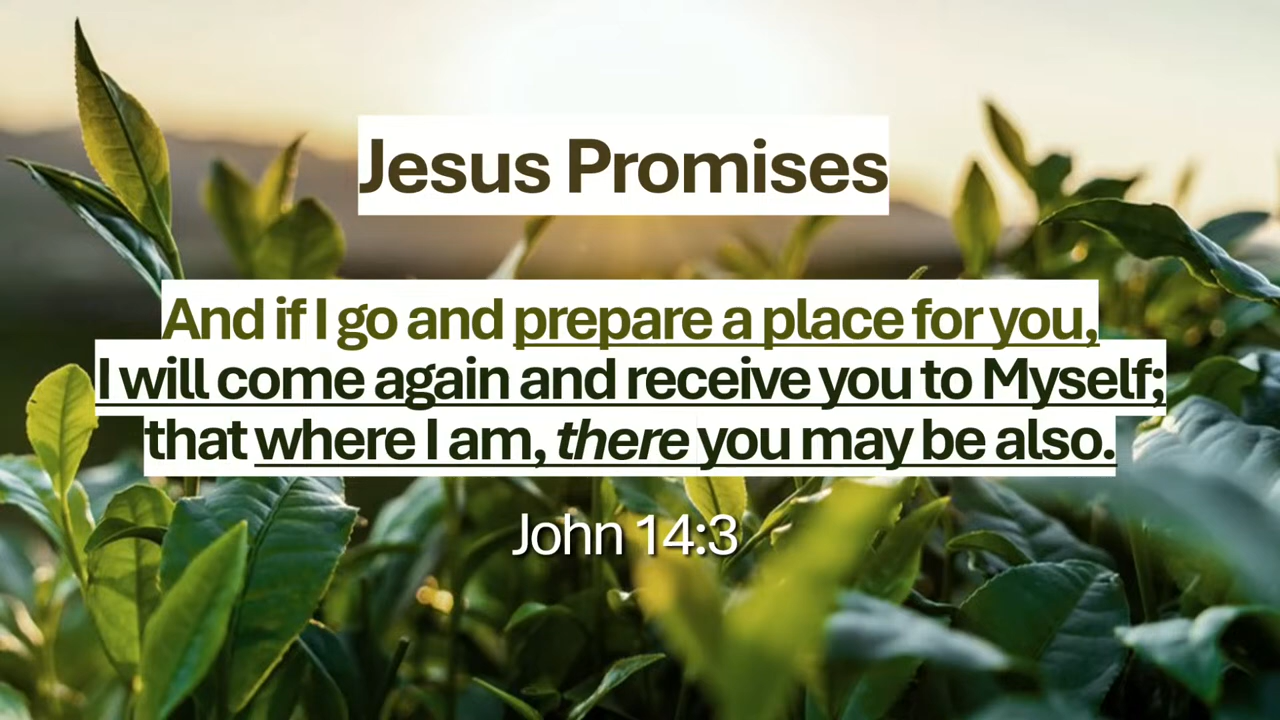 Jesus Promises
And if I go and prepare a place for you,
I will come again and receive you to Myself;
that where I am, there you may be also.
John 14:3